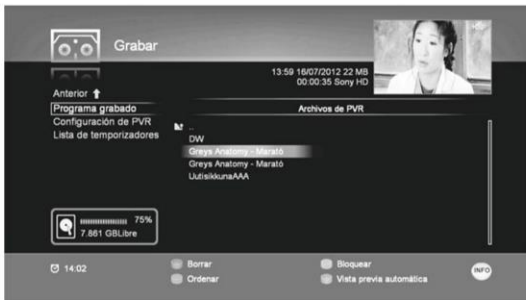 Grabar
13:59 16/07/2012 22 MB
00:00:35 Sony HD
Anterior
Programa grabado
Configuración de PVR
Lista de temporizadores
Archivos de PVR
..
DW
Greys Anatomy - Marató
Greys Anatomy - Marató
UutisikkunaAAA
75%
7.861 GBLibre
14:02
Borrar
Ordenar
Bloquear
Vista previa automática
INFO